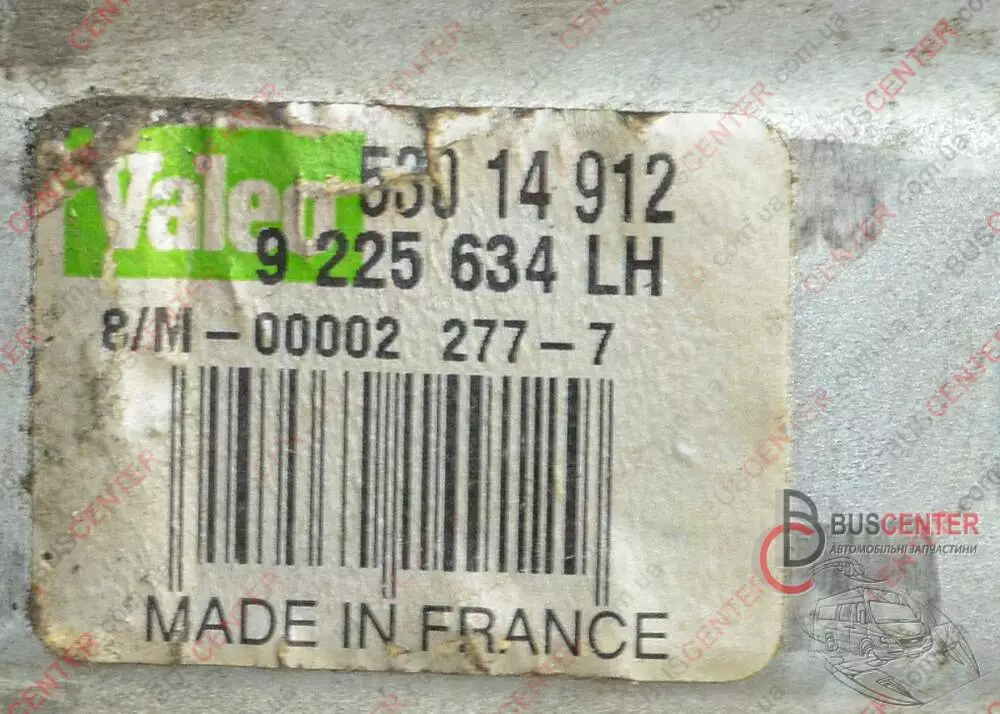 Valeo
530 14 912
9 225 634 LH
8/M-00002 277-7
MADE IN FRANCE
BUSCENTER
АВТОМОБІЛЬНІ ЗАПЧАСТИНИ